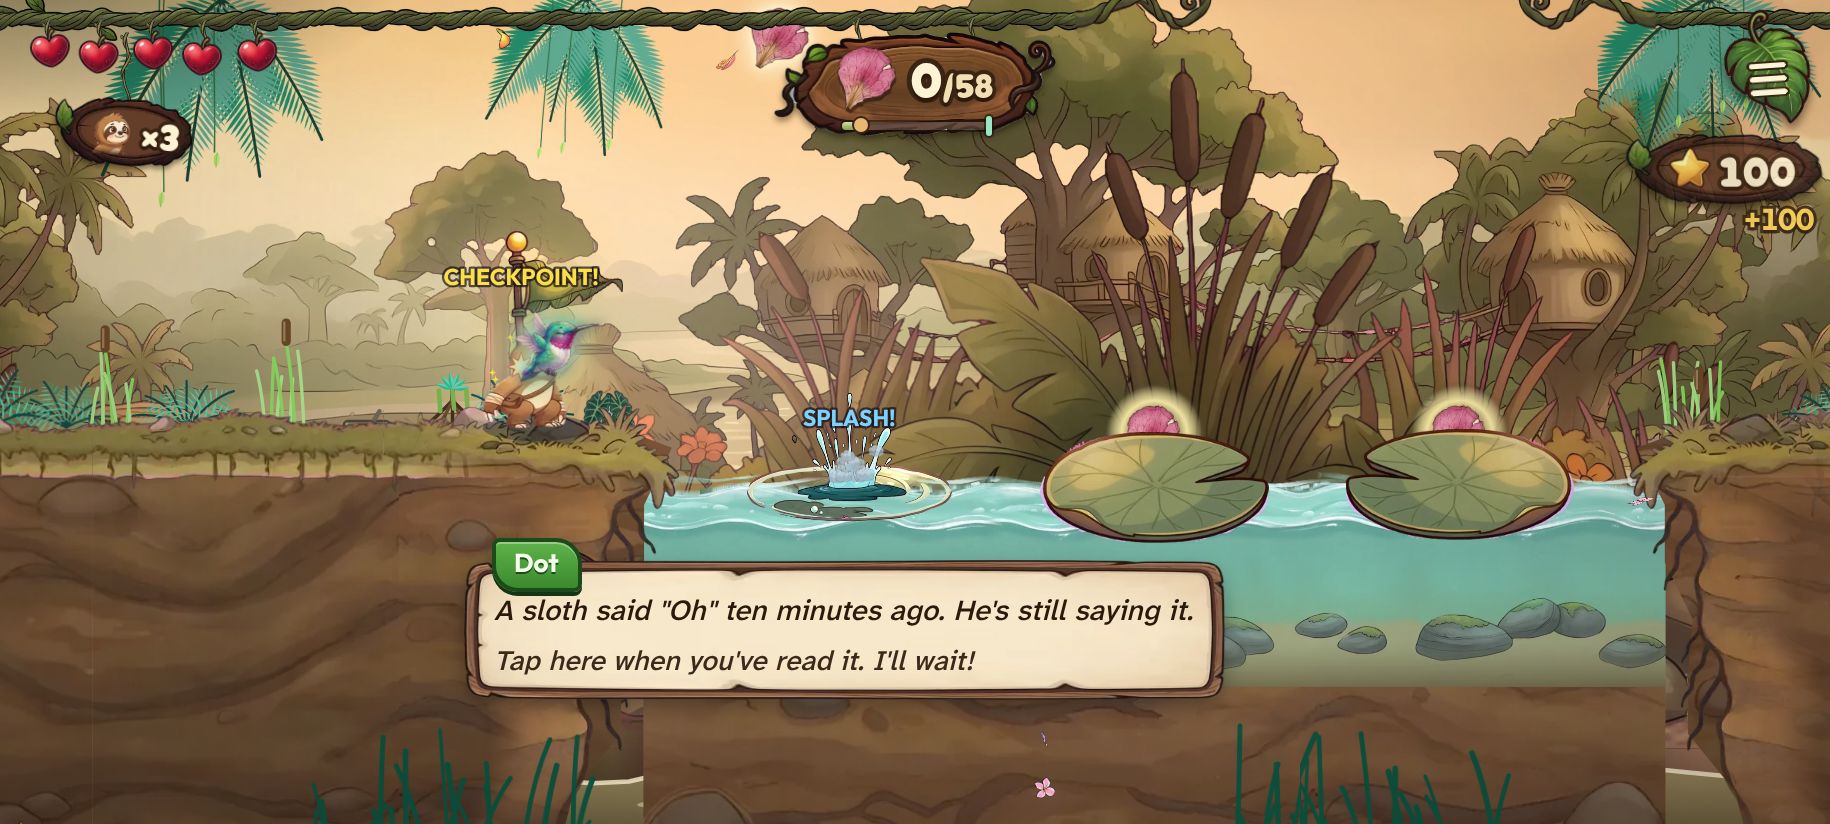 0/58
×3
100
+100
CHECKPOINT!
SPLASH!
Dot
A sloth said "Oh" ten minutes ago. He's still saying it.
Tap here when you've read it. I'll wait!